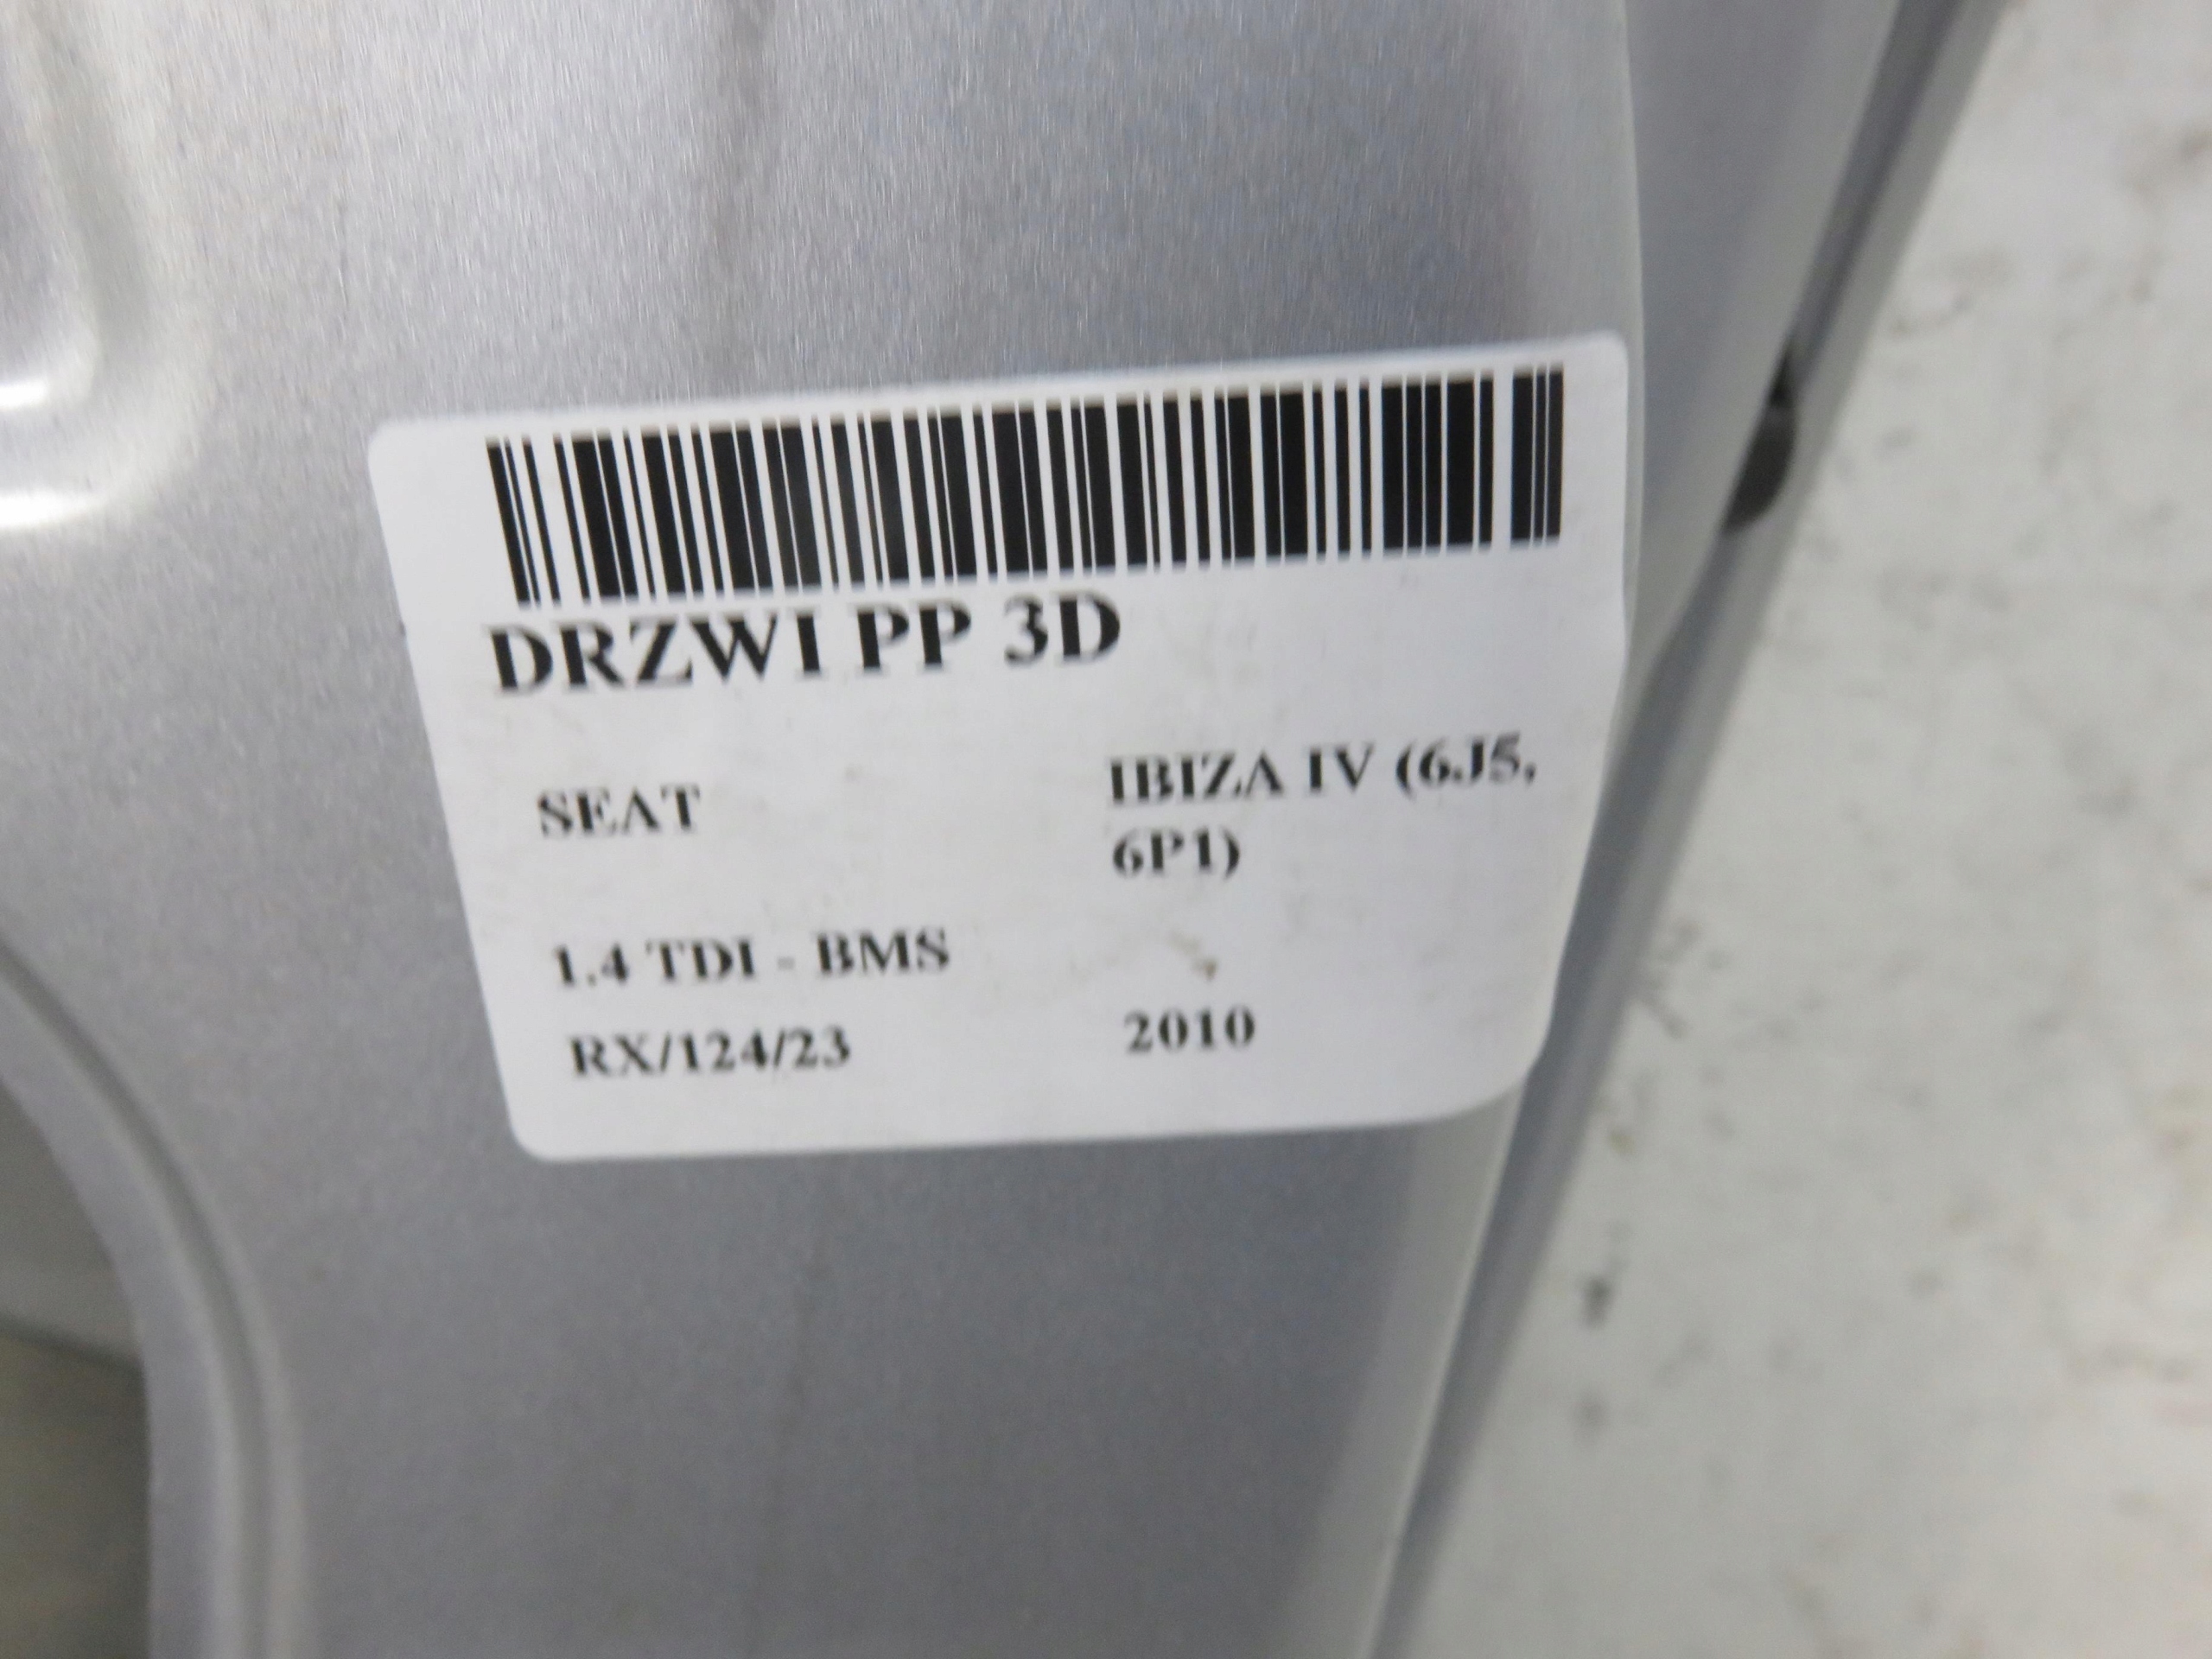 DRZWI PP 3D
SEAT
IBIZA IV (6J5,
6P1)
1.4 TDI - BMS
RX/124/23
2010